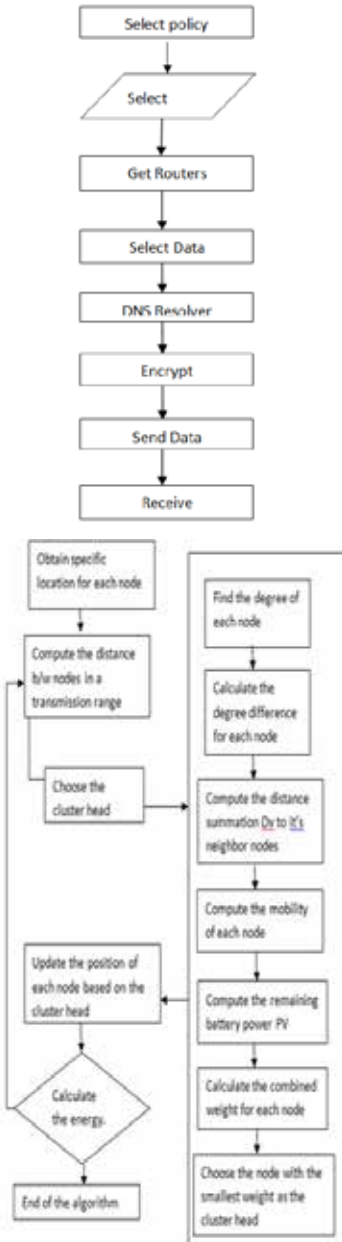 Select policy
Select
Get Routers
Select Data
DNS Resolver
Encrypt
Send Data
Receive
Obtain specific
location for each node
Compute the distance
b/w nodes in a
transmission range
Choose the
cluster head
Update the position of
each node based on the
cluster head
Calculate
the energy.
End of the algorithm
Find the degree of
each node
Calculate the
degree difference
for each node
Compute the distance
summation Dy to it's
neighbor nodes
Compute the mobility
of each node
Compute the remaining
battery power PV
Calculate the combined
weight for each node
Choose the node with the
smallest weight as the
cluster head